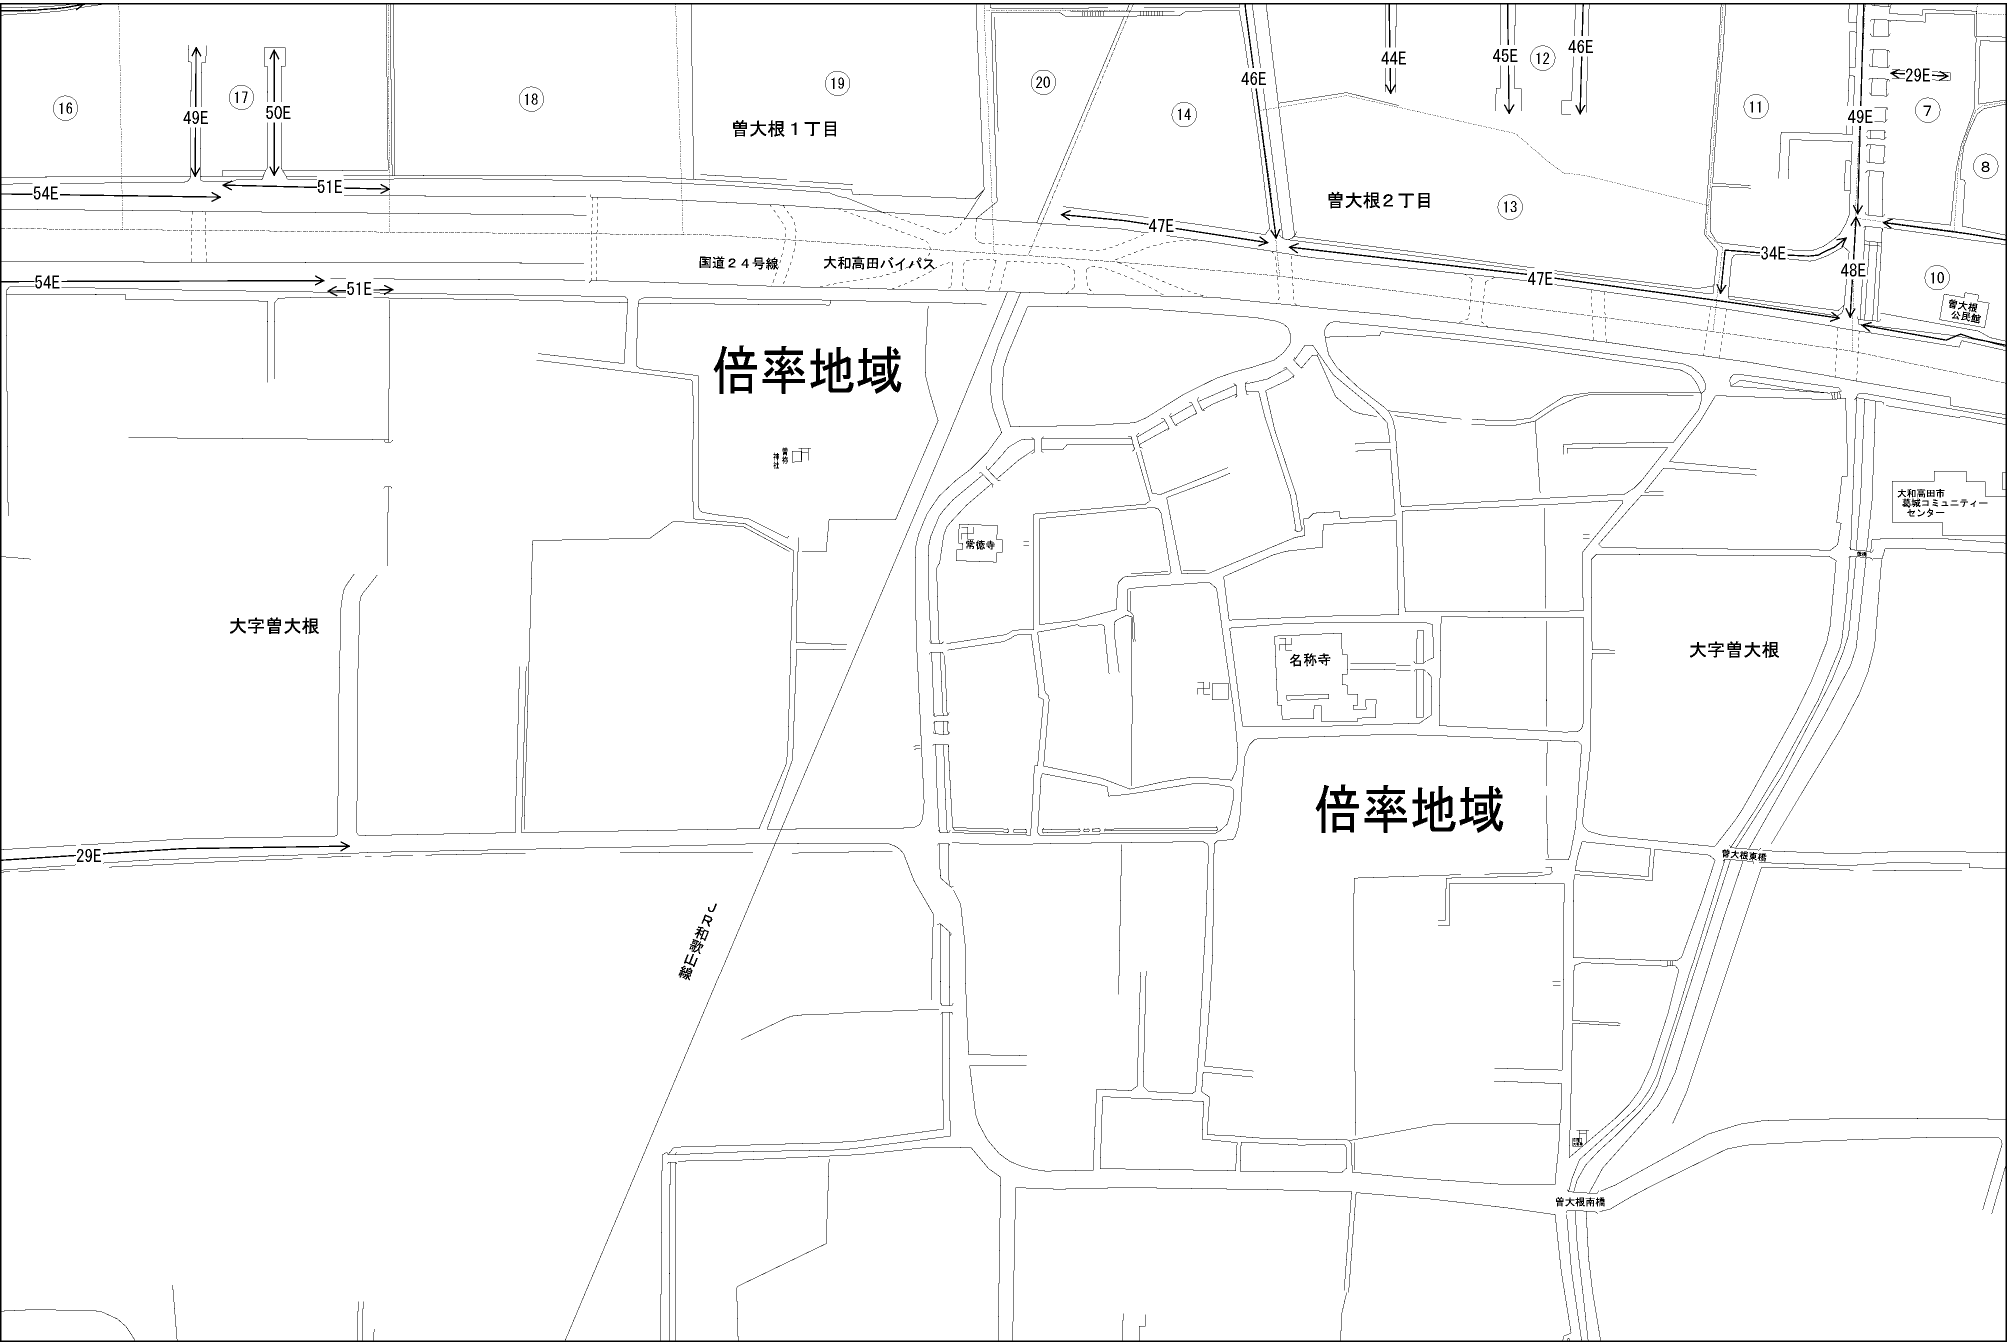 16
17
18
19
20
14
12
11
7
8
13
10
49E
50E
46E
44E
45E
46E
29E
49E
曽大根１丁目
曽大根２丁目
54E
51E
47E
47E
34E
48E
国道２４号線
大和高田バイパス
54E
51E
曽大根
公民館
倍率地域
曽祢
神社
大和高田市
葛城コミュニティー
センター
常徳寺
大字曽大根
名称寺
大字曽大根
倍率地域
29E
曽大根東橋
ＪＲ和歌山線
曽大根南橋